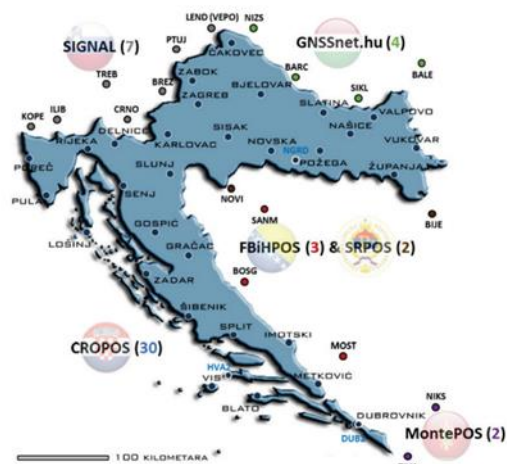 LEND (VEPO) NIZS
SIGNAL (7) PTUJ GNSSnet.hu (4)
ČAKOVEC
TREB BREZ ZABOK BARC BALE
ZAGREB BJELOVAR SIKL
KOPE ILIB CRNO SLATINA VALPOVO
DELNICE SISAK NAŠICE
RIJEKA KARLOVAC NOVSKA VUKOVAR
NGRD
POREČ SLUNJ POŽEGA ŽUPANJA
PULA SENJ NOVI
SANM BIJE
LOŠINJ GOSPIĆ
GRAČAC FBiHPOS (3) & SRPOS (2)
ZADAR BOSG
ŠIBENIK
SPLIT IMOTSKI
CROPOS (30) MOST
HVAZ
VIS METKOVIĆ
BLATO NIKS
DUBROVNIK
MontePOS (2)
DUB2
100 KILOMETARA